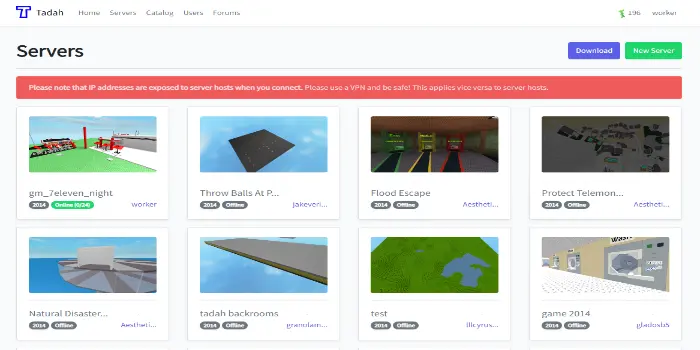 Tadah Home Servers Catalog Users Forums 196 worker
Servers
Download New Server
Please note that IP addresses are exposed to server hosts when you connect. Please use a VPN and be safe! This applies vice versa to server hosts.
gm_7eleven_night
2014 Online (0/24) worker
Throw Balls At P...
2014 Offline jakevori...
Flood Escape
2014 Offline Aestheti...
Protect Telemon...
2014 Offline Aestheti...
Natural Disaster...
2014 Offline Aestheti...
tadah backrooms
2014 Offline granolam...
test
2014 Offline lllcyrus...
game 2014
2014 Offline gladosb5